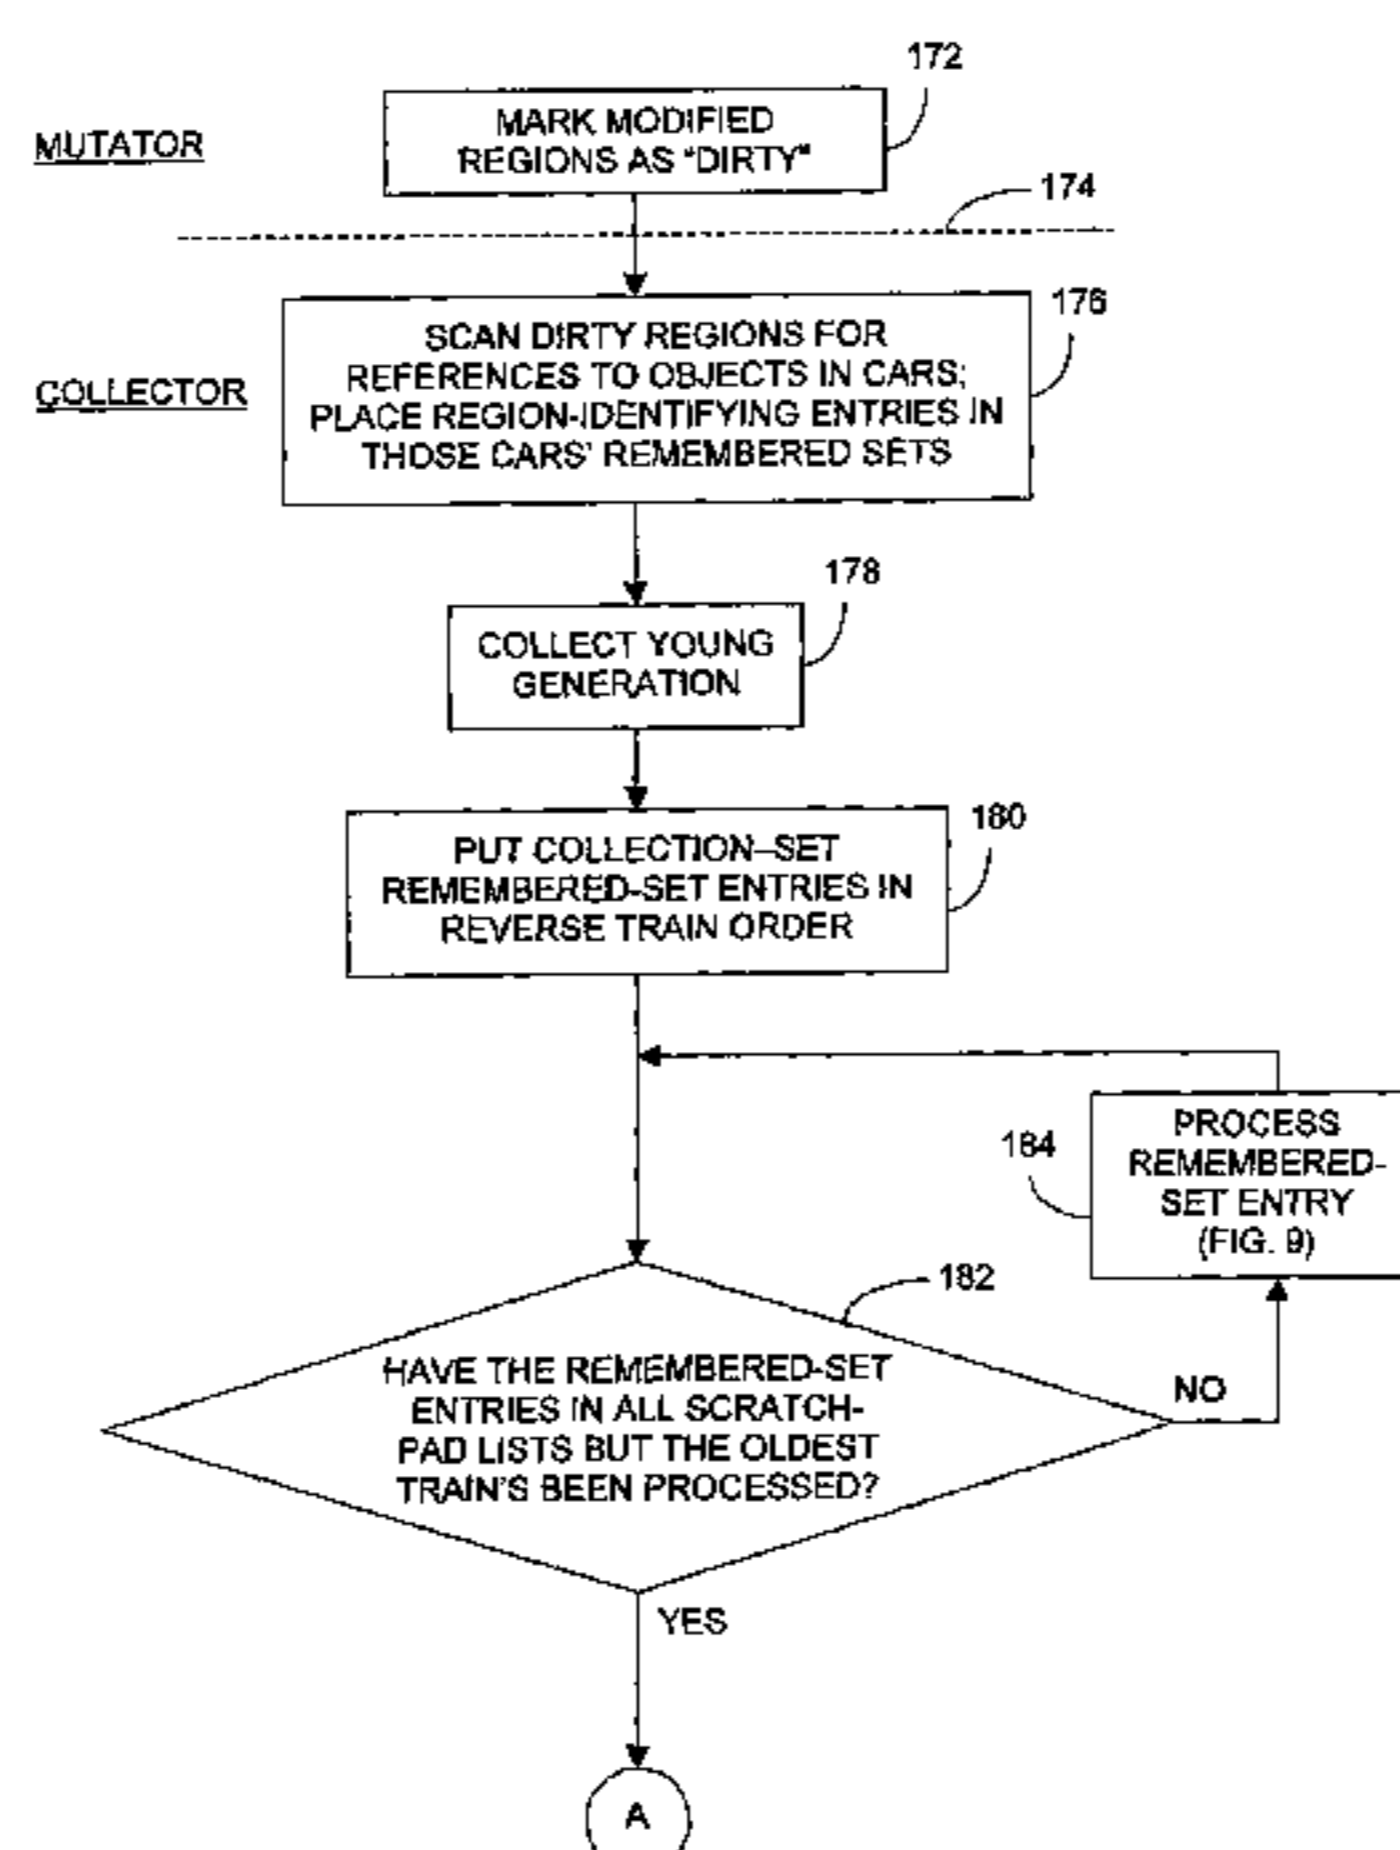 172
MUTATOR
MARK MODIFIED
REGIONS AS "DIRTY"
174
176
COLLECTOR
SCAN DIRTY REGIONS FOR
REFERENCES TO OBJECTS IN CARS;
PLACE REGION-IDENTIFYING ENTRIES IN
THOSE CARS' REMEMBERED SETS
178
COLLECT YOUNG
GENERATION
180
PUT COLLECTION–SET
REMEMBERED-SET ENTRIES IN
REVERSE TRAIN ORDER
184
PROCESS
REMEMBERED-
SET ENTRY
(FIG. 9)
182
HAVE THE REMEMBERED-SET
ENTRIES IN ALL SCRATCH-
PAD LISTS BUT THE OLDEST
TRAIN'S BEEN PROCESSED?
NO
YES
A